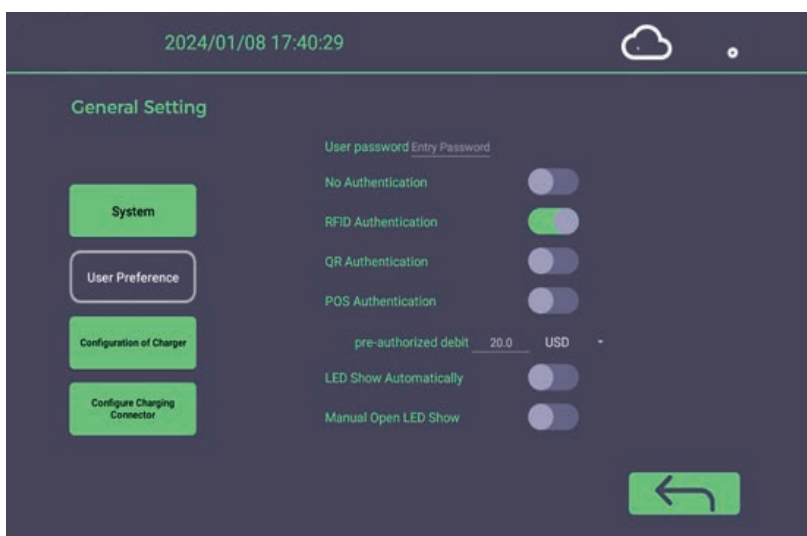 2024/01/08 17:40:29
General Setting
User password Entry Password
No Authentication
System
RFID Authentication
QR Authentication
User Preference
POS Authentication
Configuration of Charger
pre-authorized debit 20.0 USD
LED Show Automatically
Configure Charging
Connector
Manual Open LED Show